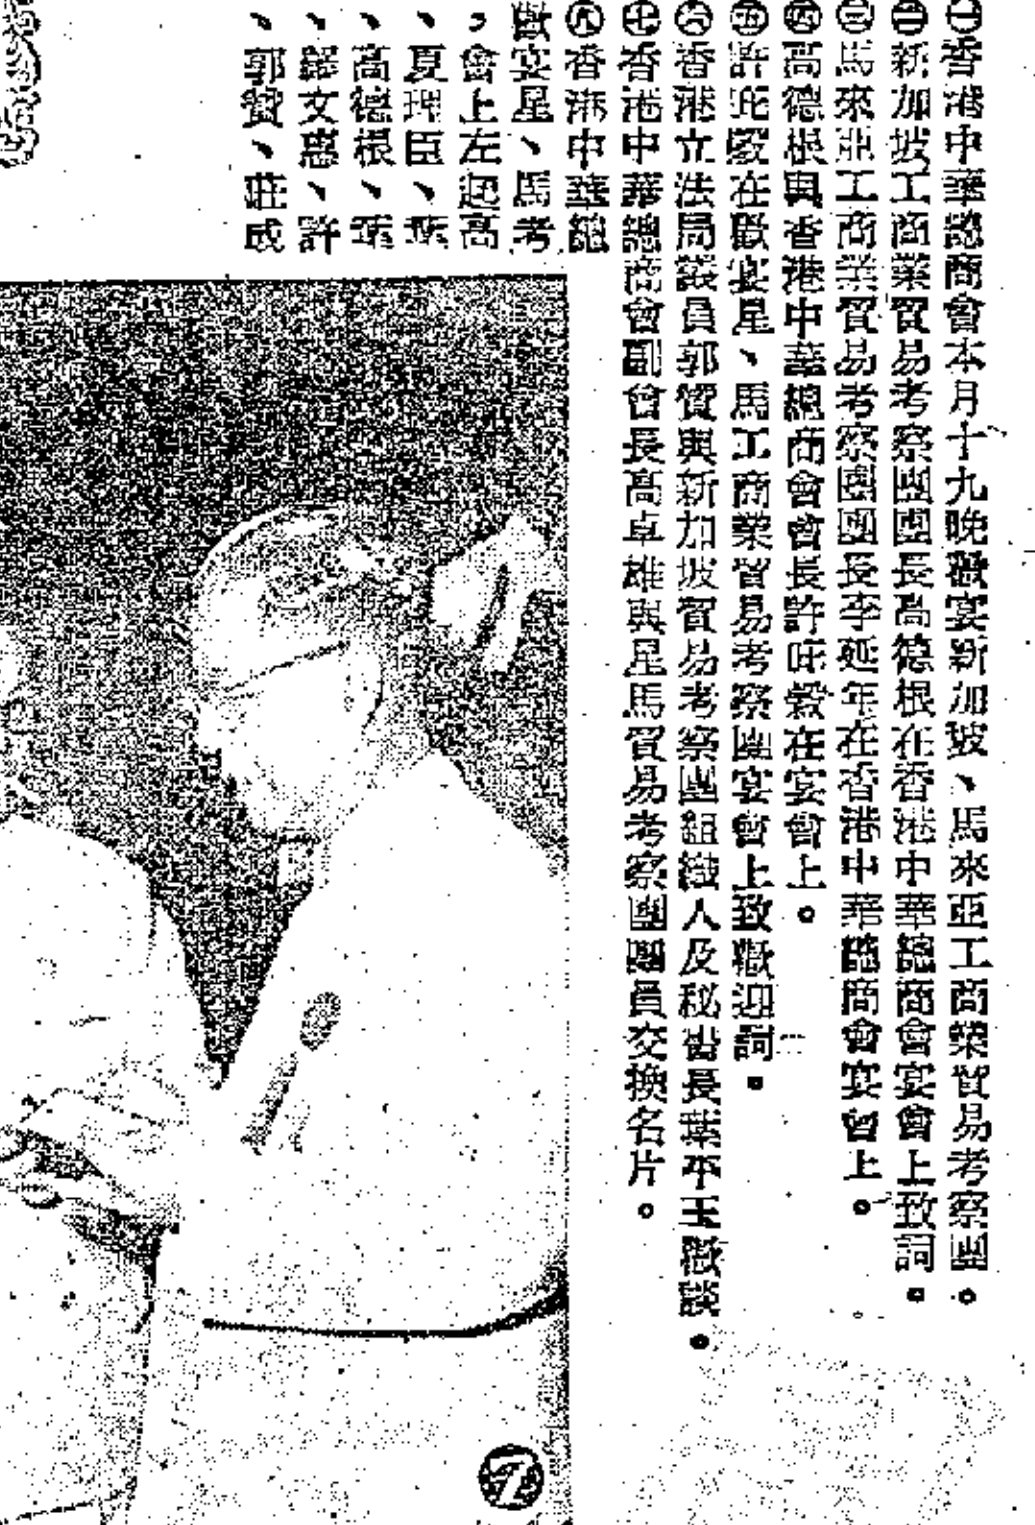 ㊀香港中華總商會本月十九晚歡宴新加坡、馬來亞工商業貿易考察團。
㊁新加坡工商業貿易考察團團長高德根在香港中華總商會宴會上致詞。
㊂馬來亞工商業貿易考察團團長李延年在香港中華總商會宴會上。
㊃高德根與香港中華總商會會長許庇穀在宴會上。
㊄許庇穀在歡宴星、馬工商業貿易考察團宴會上致歡迎詞。
㊅香港立法局議員郭贊與新加坡貿易考察團組織人及秘書長葉平玉歡談。
㊆香港中華總商會副會長高卓雄與星馬貿易考察團團員交換名片。
㊇香港中華總
歡宴星、馬考
會上左起高
、夏理臣、葉
、高德根、葉
、羅文惠、許
、郭贊、莊成
㊆